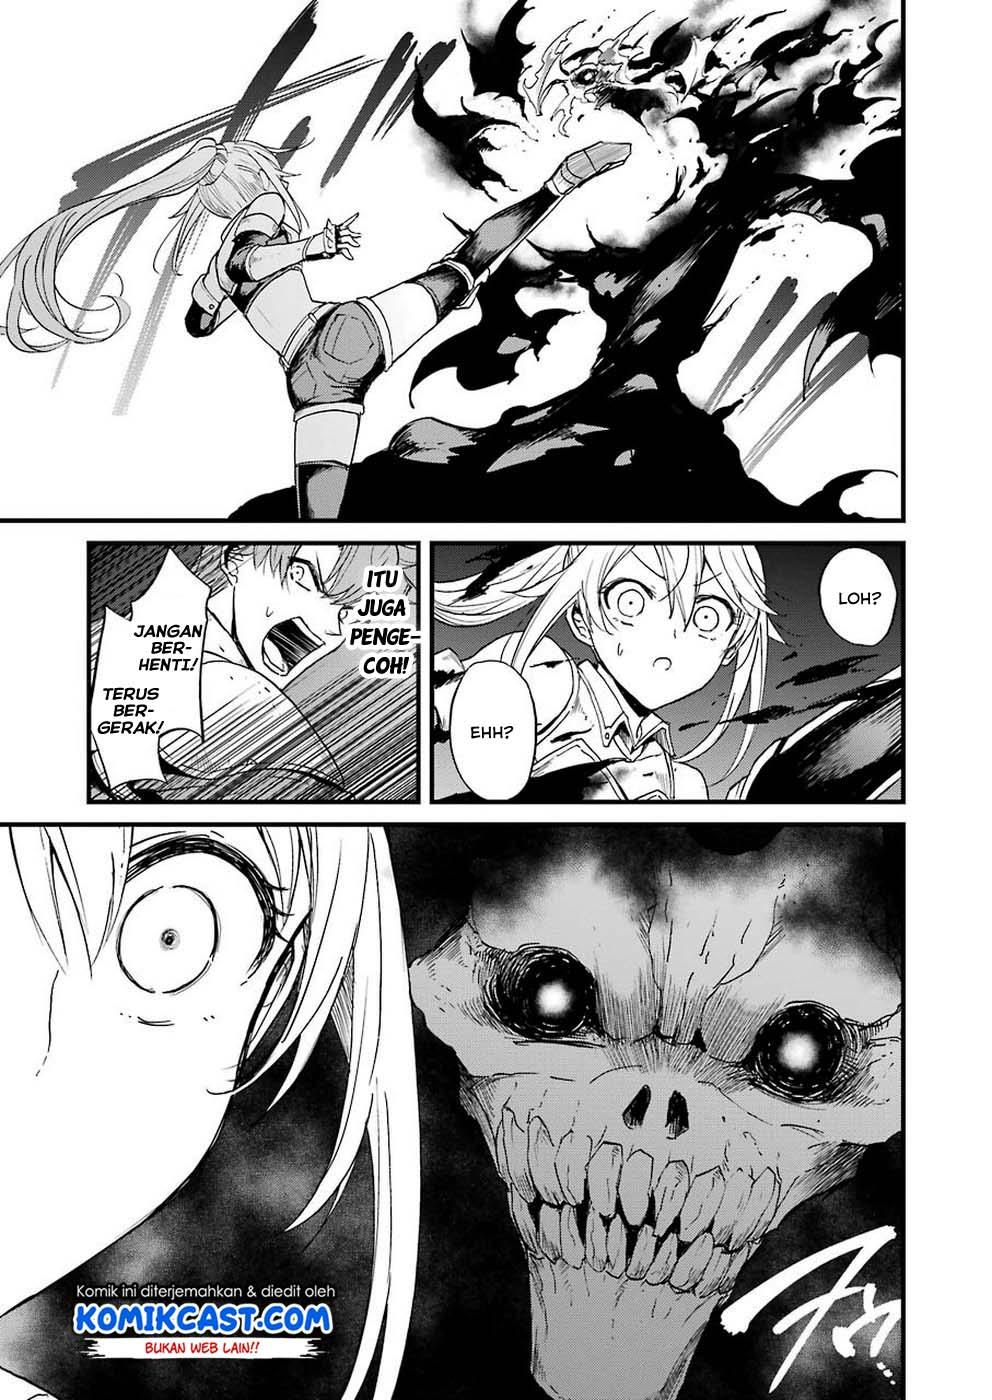 LOH?
EHH?
ITU
JUGA
PENGE-
COH!
JANGAN
BER-
HENTI!
TERUS
BER-
GERAK!
Komik ini diterjemahkan & diedit oleh
KOMIKCAST.COM
BUKAN WEB LAIN!!